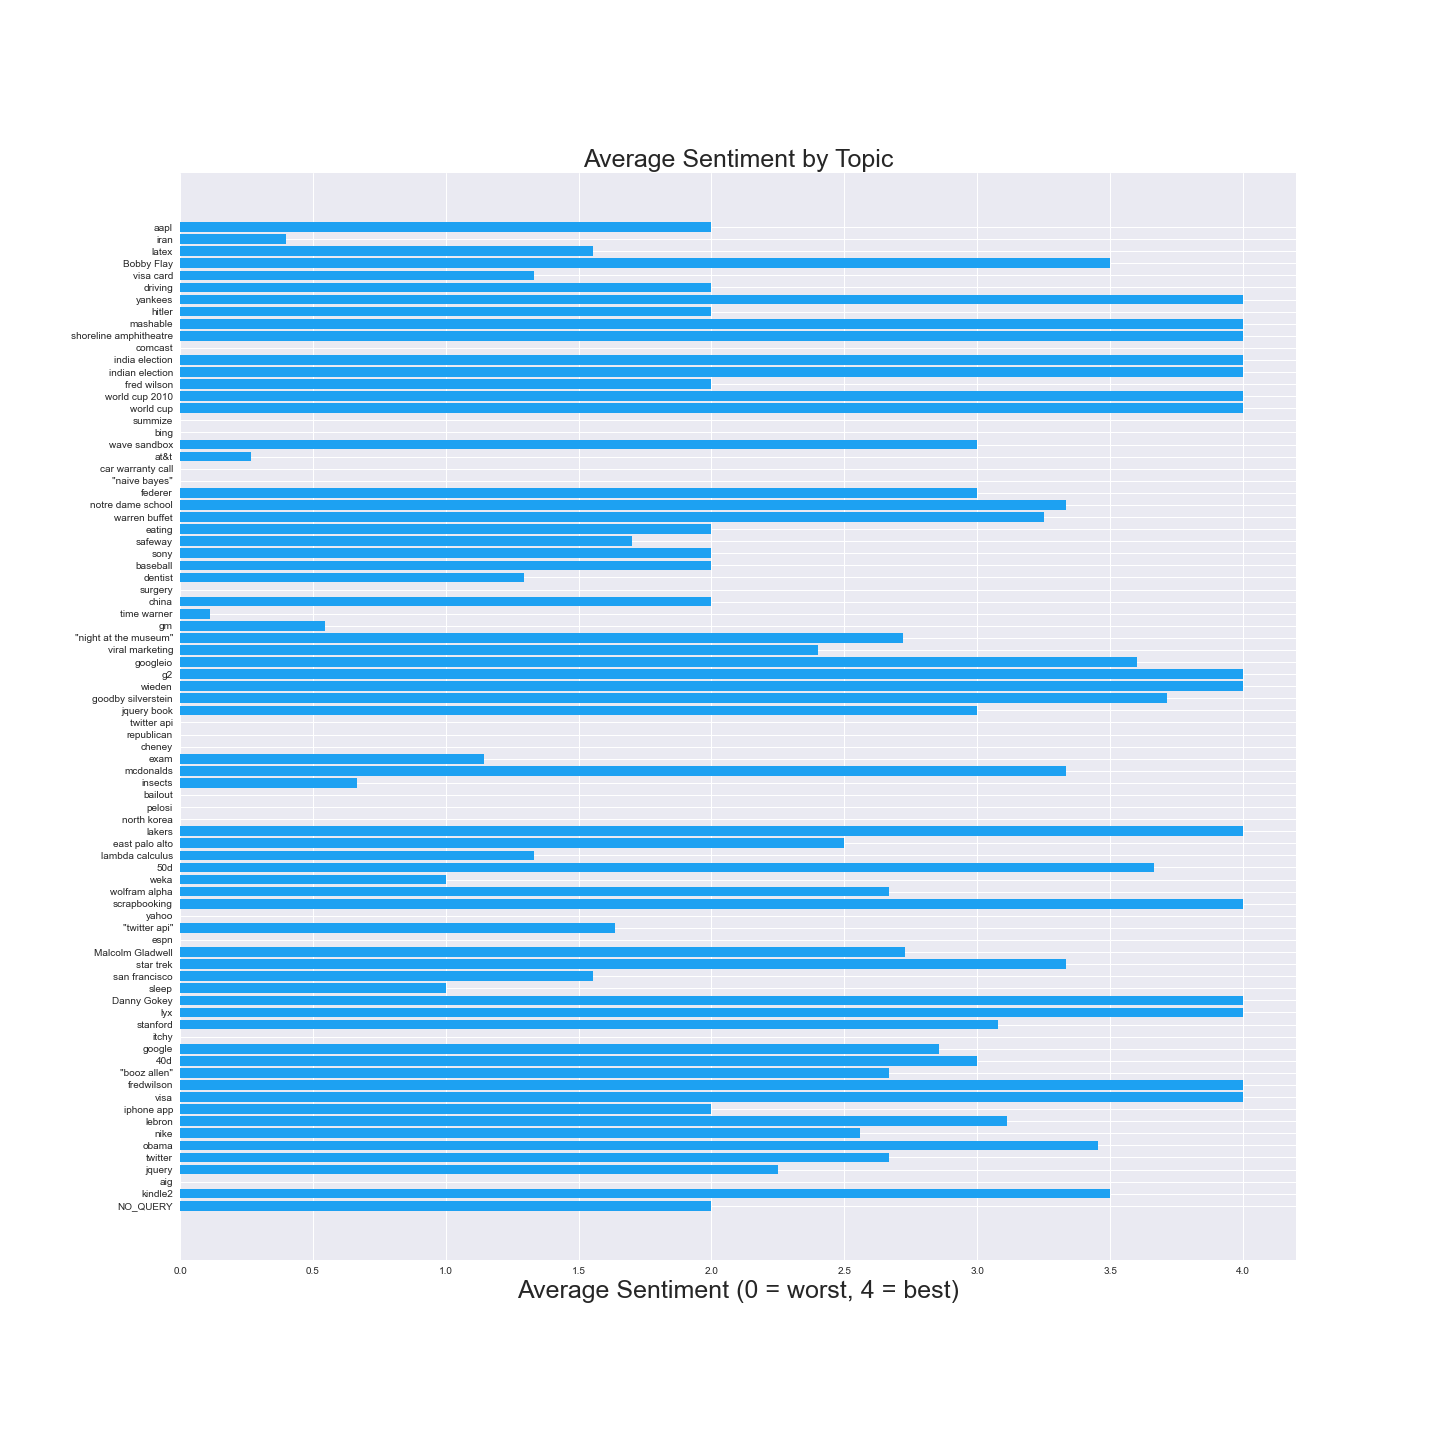 Average Sentiment by Topic
aapl
iran
latex
Bobby Flay
visa card
driving
yankees
hitler
mashable
shoreline amphitheatre
comcast
india election
indian election
fred wilson
world cup 2010
world cup
summize
bing
wave sandbox
at&t
car warranty call
"naive bayes"
federer
notre dame school
warren buffet
eating
safeway
sony
baseball
dentist
surgery
china
time warner
gm
"night at the museum"
viral marketing
googleio
g2
wieden
goodby silverstein
jquery book
twitter api
republican
cheney
exam
mcdonalds
insects
bailout
pelosi
north korea
lakers
east palo alto
lambda calculus
50d
weka
wolfram alpha
scrapbooking
yahoo
"twitter api"
espn
Malcolm Gladwell
star trek
san francisco
sleep
Danny Gokey
lyx
stanford
itchy
google
40d
"booz allen"
fredwilson
visa
iphone app
lebron
nike
obama
twitter
jquery
aig
kindle2
NO_QUERY
0.0 0.5 1.0 1.5 2.0 2.5 3.0 3.5 4.0
Average Sentiment (0 = worst, 4 = best)